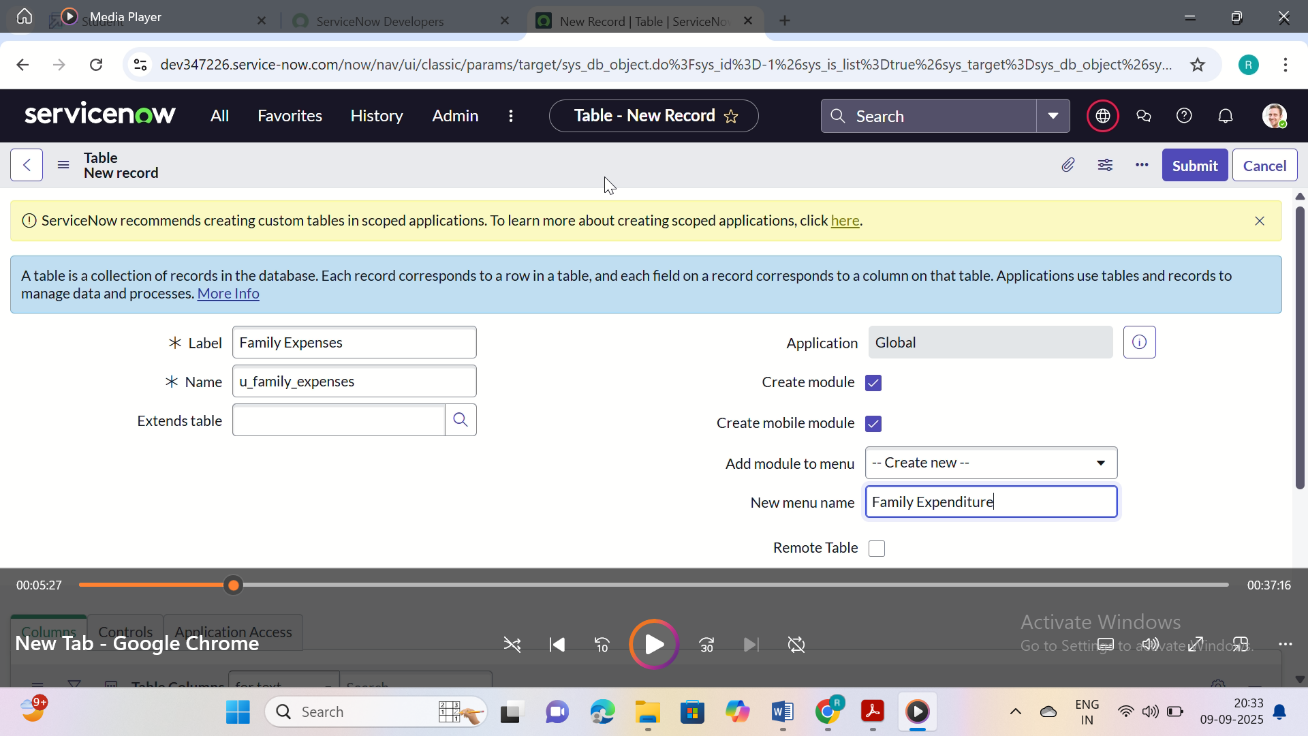 Media Player
Student
ServiceNow Developers
New Record | Table | ServiceNo
dev347226.service-now.com/now/nav/ui/classic/params/target/sys_db_object.do%3Fsys_id%3D-1%26sys_is_list%3Dtrue%26sys_target%3Dsys_db_object%26sy...
R
servicenow
All
Favorites
History
Admin
Table - New Record
Search
Table
New record
Submit
Cancel
ServiceNow recommends creating custom tables in scoped applications. To learn more about creating scoped applications, click here.
A table is a collection of records in the database. Each record corresponds to a row in a table, and each field on a record corresponds to a column on that table. Applications use tables and records to
manage data and processes. More Info
Label
Family Expenses
Application
Global
Name
u_family_expenses
Create module
Extends table
Create mobile module
Add module to menu
-- Create new --
New menu name
Family Expenditure
Remote Table
00:05:27
00:37:16
Columns
Controls
Application Access
New Tab - Google Chrome
10
30
Activate Windows
Go to Settings to activate Windows.
Table Columns
for text
Search
9+
Search
R
ENG
IN
20:33
09-09-2025